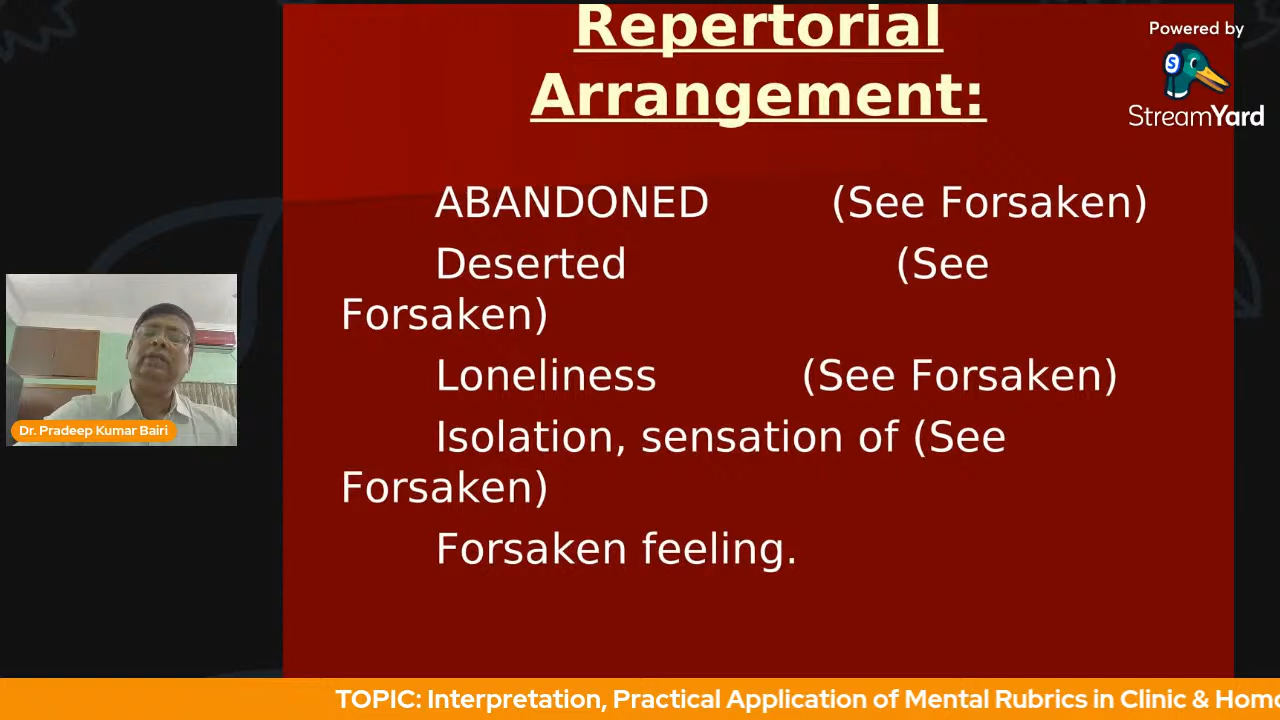 Repertorial
Arrangement:
Powered by
StreamYard
ABANDONED (See Forsaken)
Deserted (See
Forsaken)
Loneliness (See Forsaken)
Isolation, sensation of (See
Forsaken)
Forsaken feeling.
Dr. Pradeep Kumar Bairi
TOPIC: Interpretation, Practical Application of Mental Rubrics in Clinic & Homo